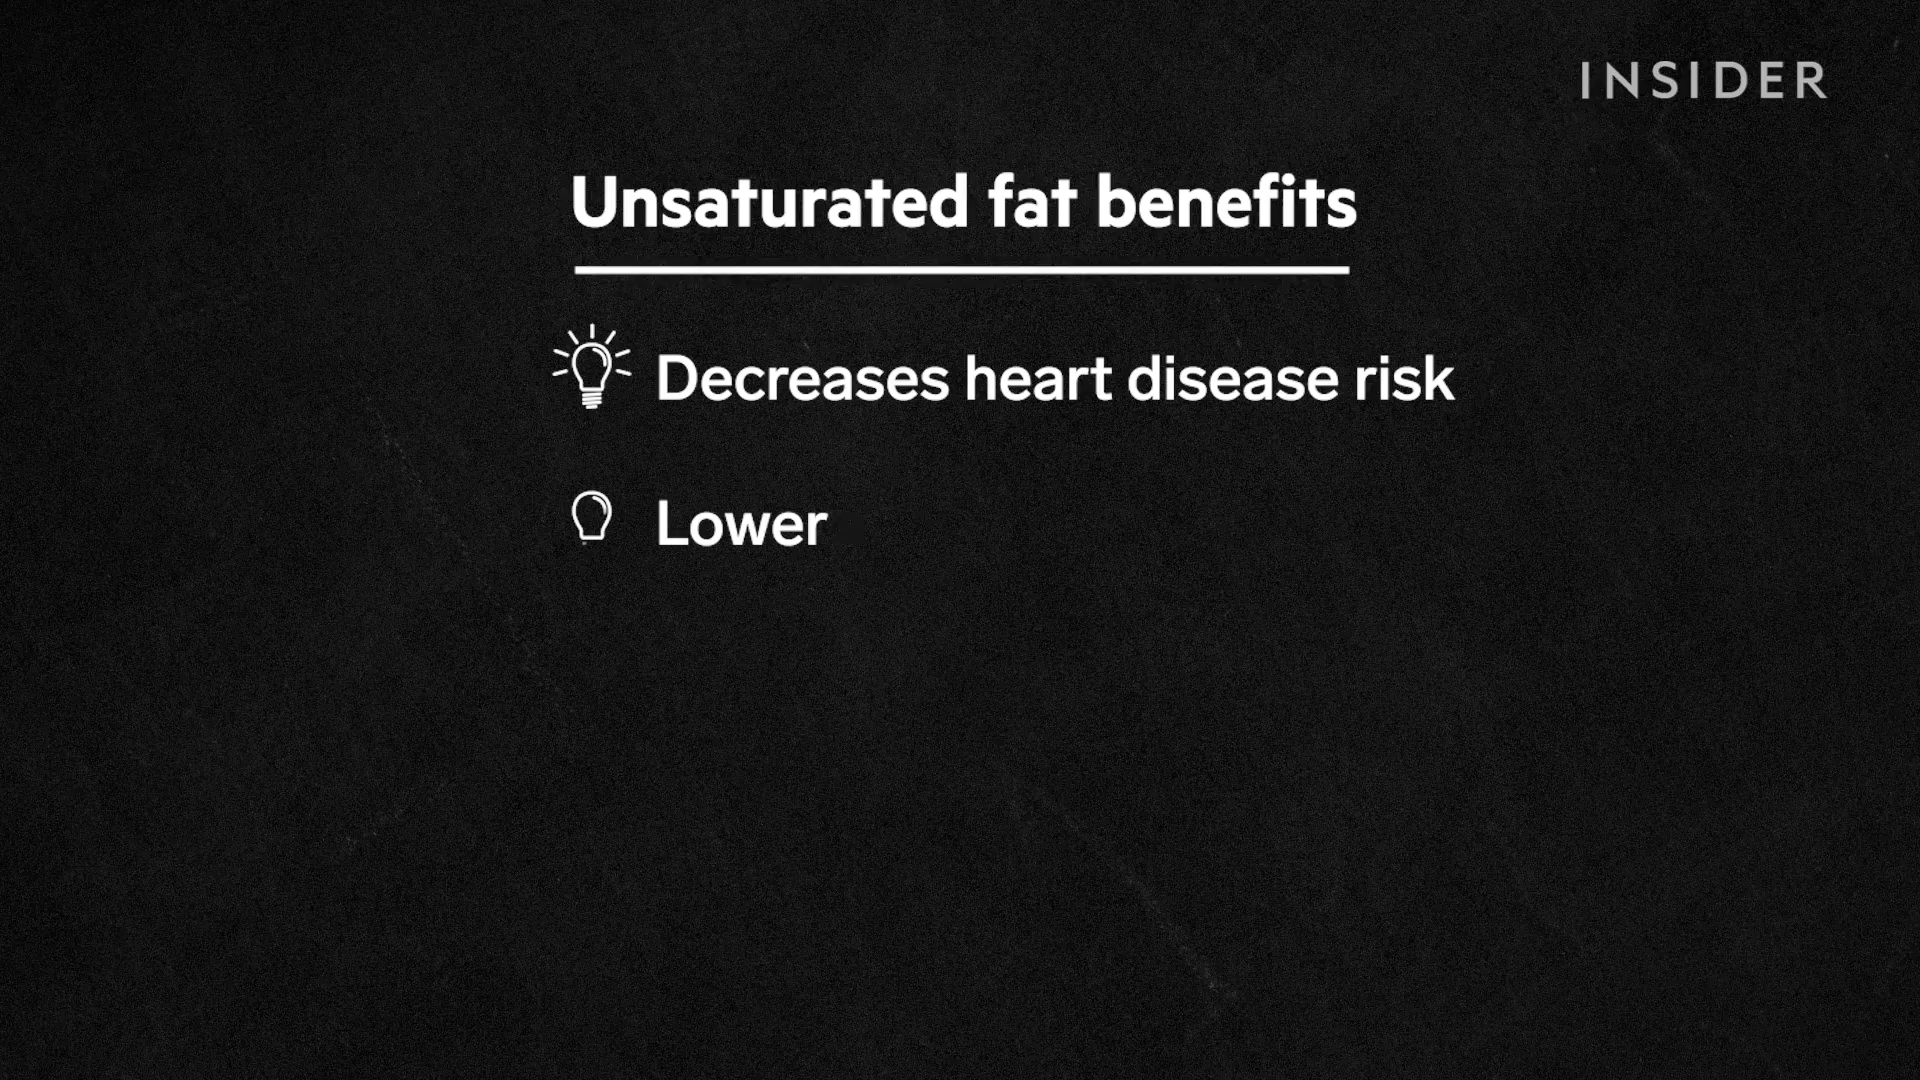 INSIDER
Unsaturated fat benefits
Decreases heart disease risk
Lower